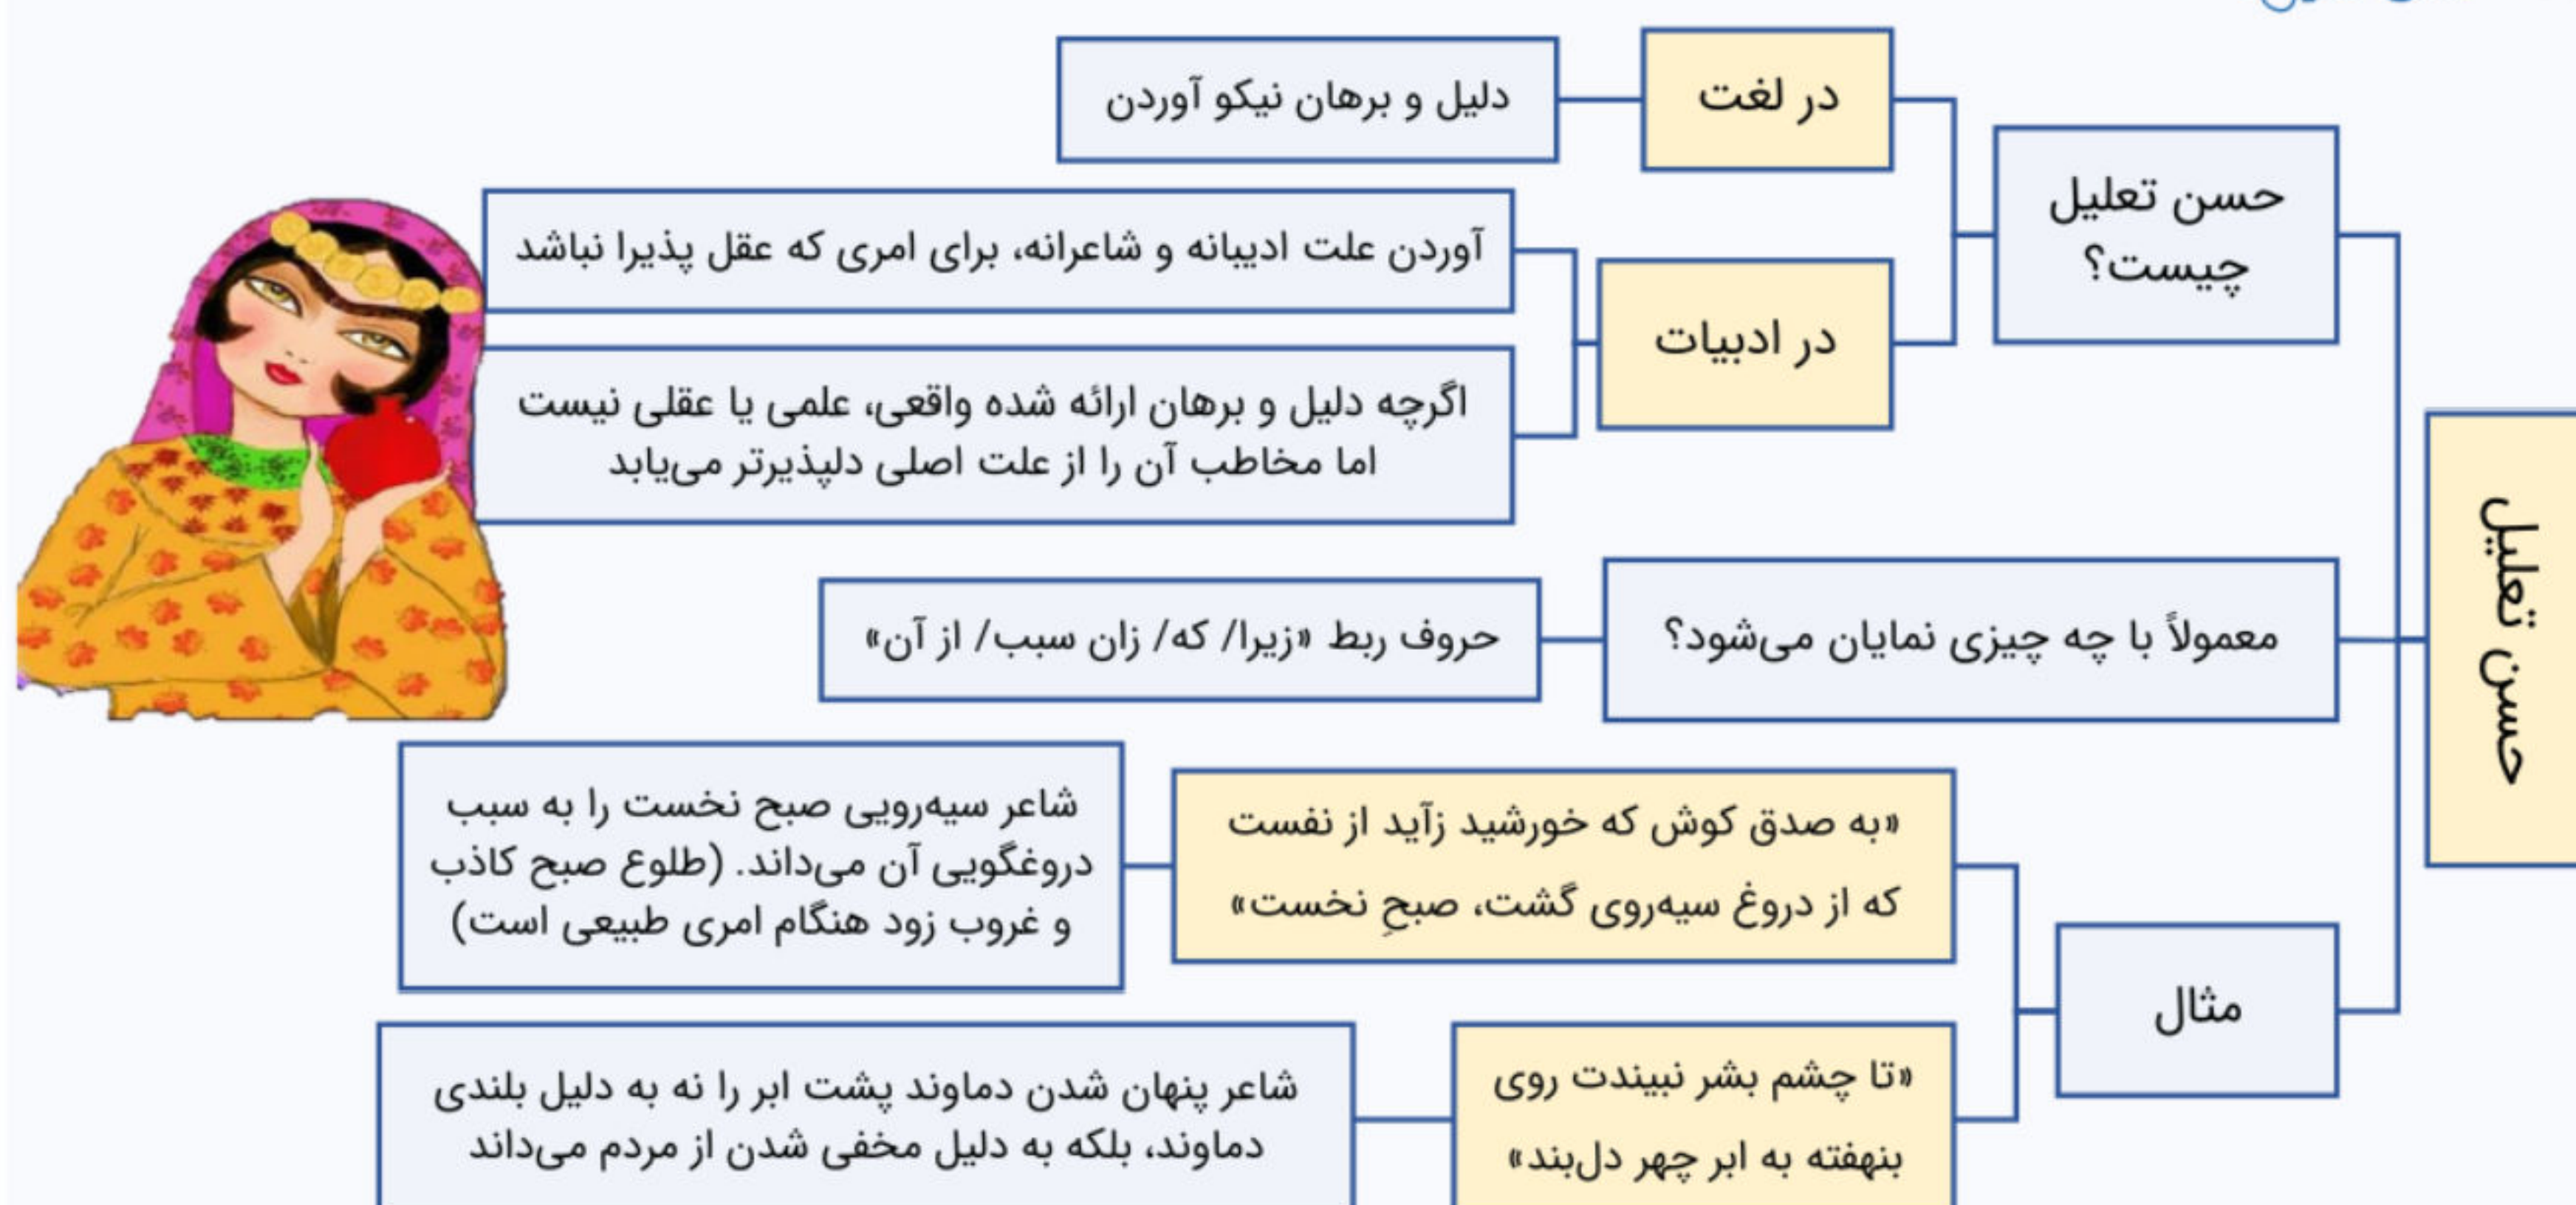 حسن تعلیل
حسن تعلیل
چیست؟
در لغت
دلیل و برهان نیکو آوردن
در ادبیات
آوردن علت ادیبانه و شاعرانه، برای امری که عقل پذیرا نباشد
اگرچه دلیل و برهان ارائه شده واقعی، علمی یا عقلی نیست
اما مخاطب آن را از علت اصلی دلپذیرتر می‌یابد
معمولاً با چه چیزی نمایان می‌شود؟
حروف ربط «زیرا/ که/ زان سبب/ از آن»
مثال
«به صدق کوش که خورشید زآید از نفست
که از دروغ سیه‌روی گشت، صبحِ نخست»
شاعر سیه‌رویی صبح نخست را به سبب
دروغگویی آن می‌داند. (طلوع صبح کاذب
و غروب زود هنگام امری طبیعی است)
«تا چشم بشر نبیندت روی
بنهفته به ابر چهر دل‌بند»
شاعر پنهان شدن دماوند پشت ابر را نه به دلیل بلندی
دماوند، بلکه به دلیل مخفی شدن از مردم می‌داند